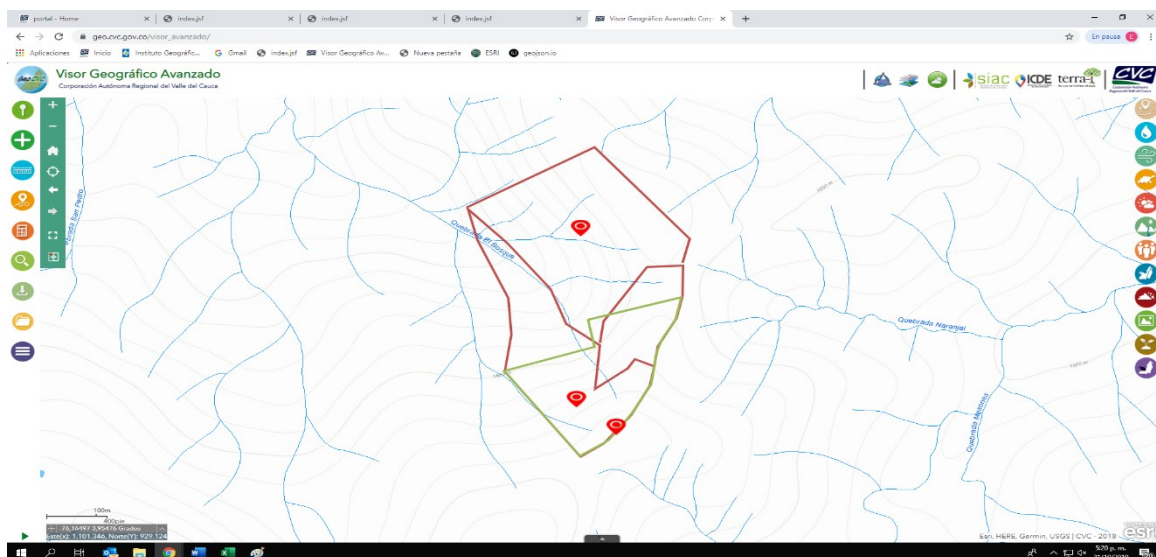 portal - Home
index.jsf
index.jsf
index.jsf
Visor Geográfico Avanzado Corp
geo.cvc.gov.co/visor_avanzado/
En pausa E
Aplicaciones Inicio Instituto Geográfic... Gmail index.jsf Visor Geográfico Av... Nueva pestaña ESRI geojson.io
Visor Geográfico Avanzado
Corporación Autónoma Regional del Valle del Cauca
siac ICDE terra-i CVC
Quebrada El Bosque
Quebrada Naranjal
Quebrada Mesones
100m
400pie
-76,16497 3,95476 Grados
Este(x): 1.101.346, Norte(Y): 929.124
Esri, HERE, Garmin, USGS | CVC - 2018
esri
5:20 p. m.